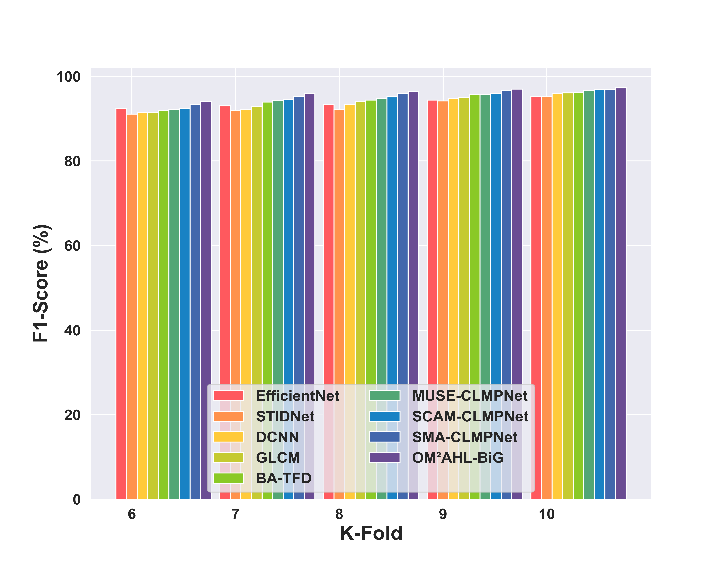 100
80
60
40
20
0
F1-Score (%)
EfficientNet
STIDNet
DCNN
GLCM
BA-TFD
MUSE-CLMPNet
SCAM-CLMPNet
SMA-CLMPNet
OM²AHL-BiG
6 7 8 9 10
K-Fold